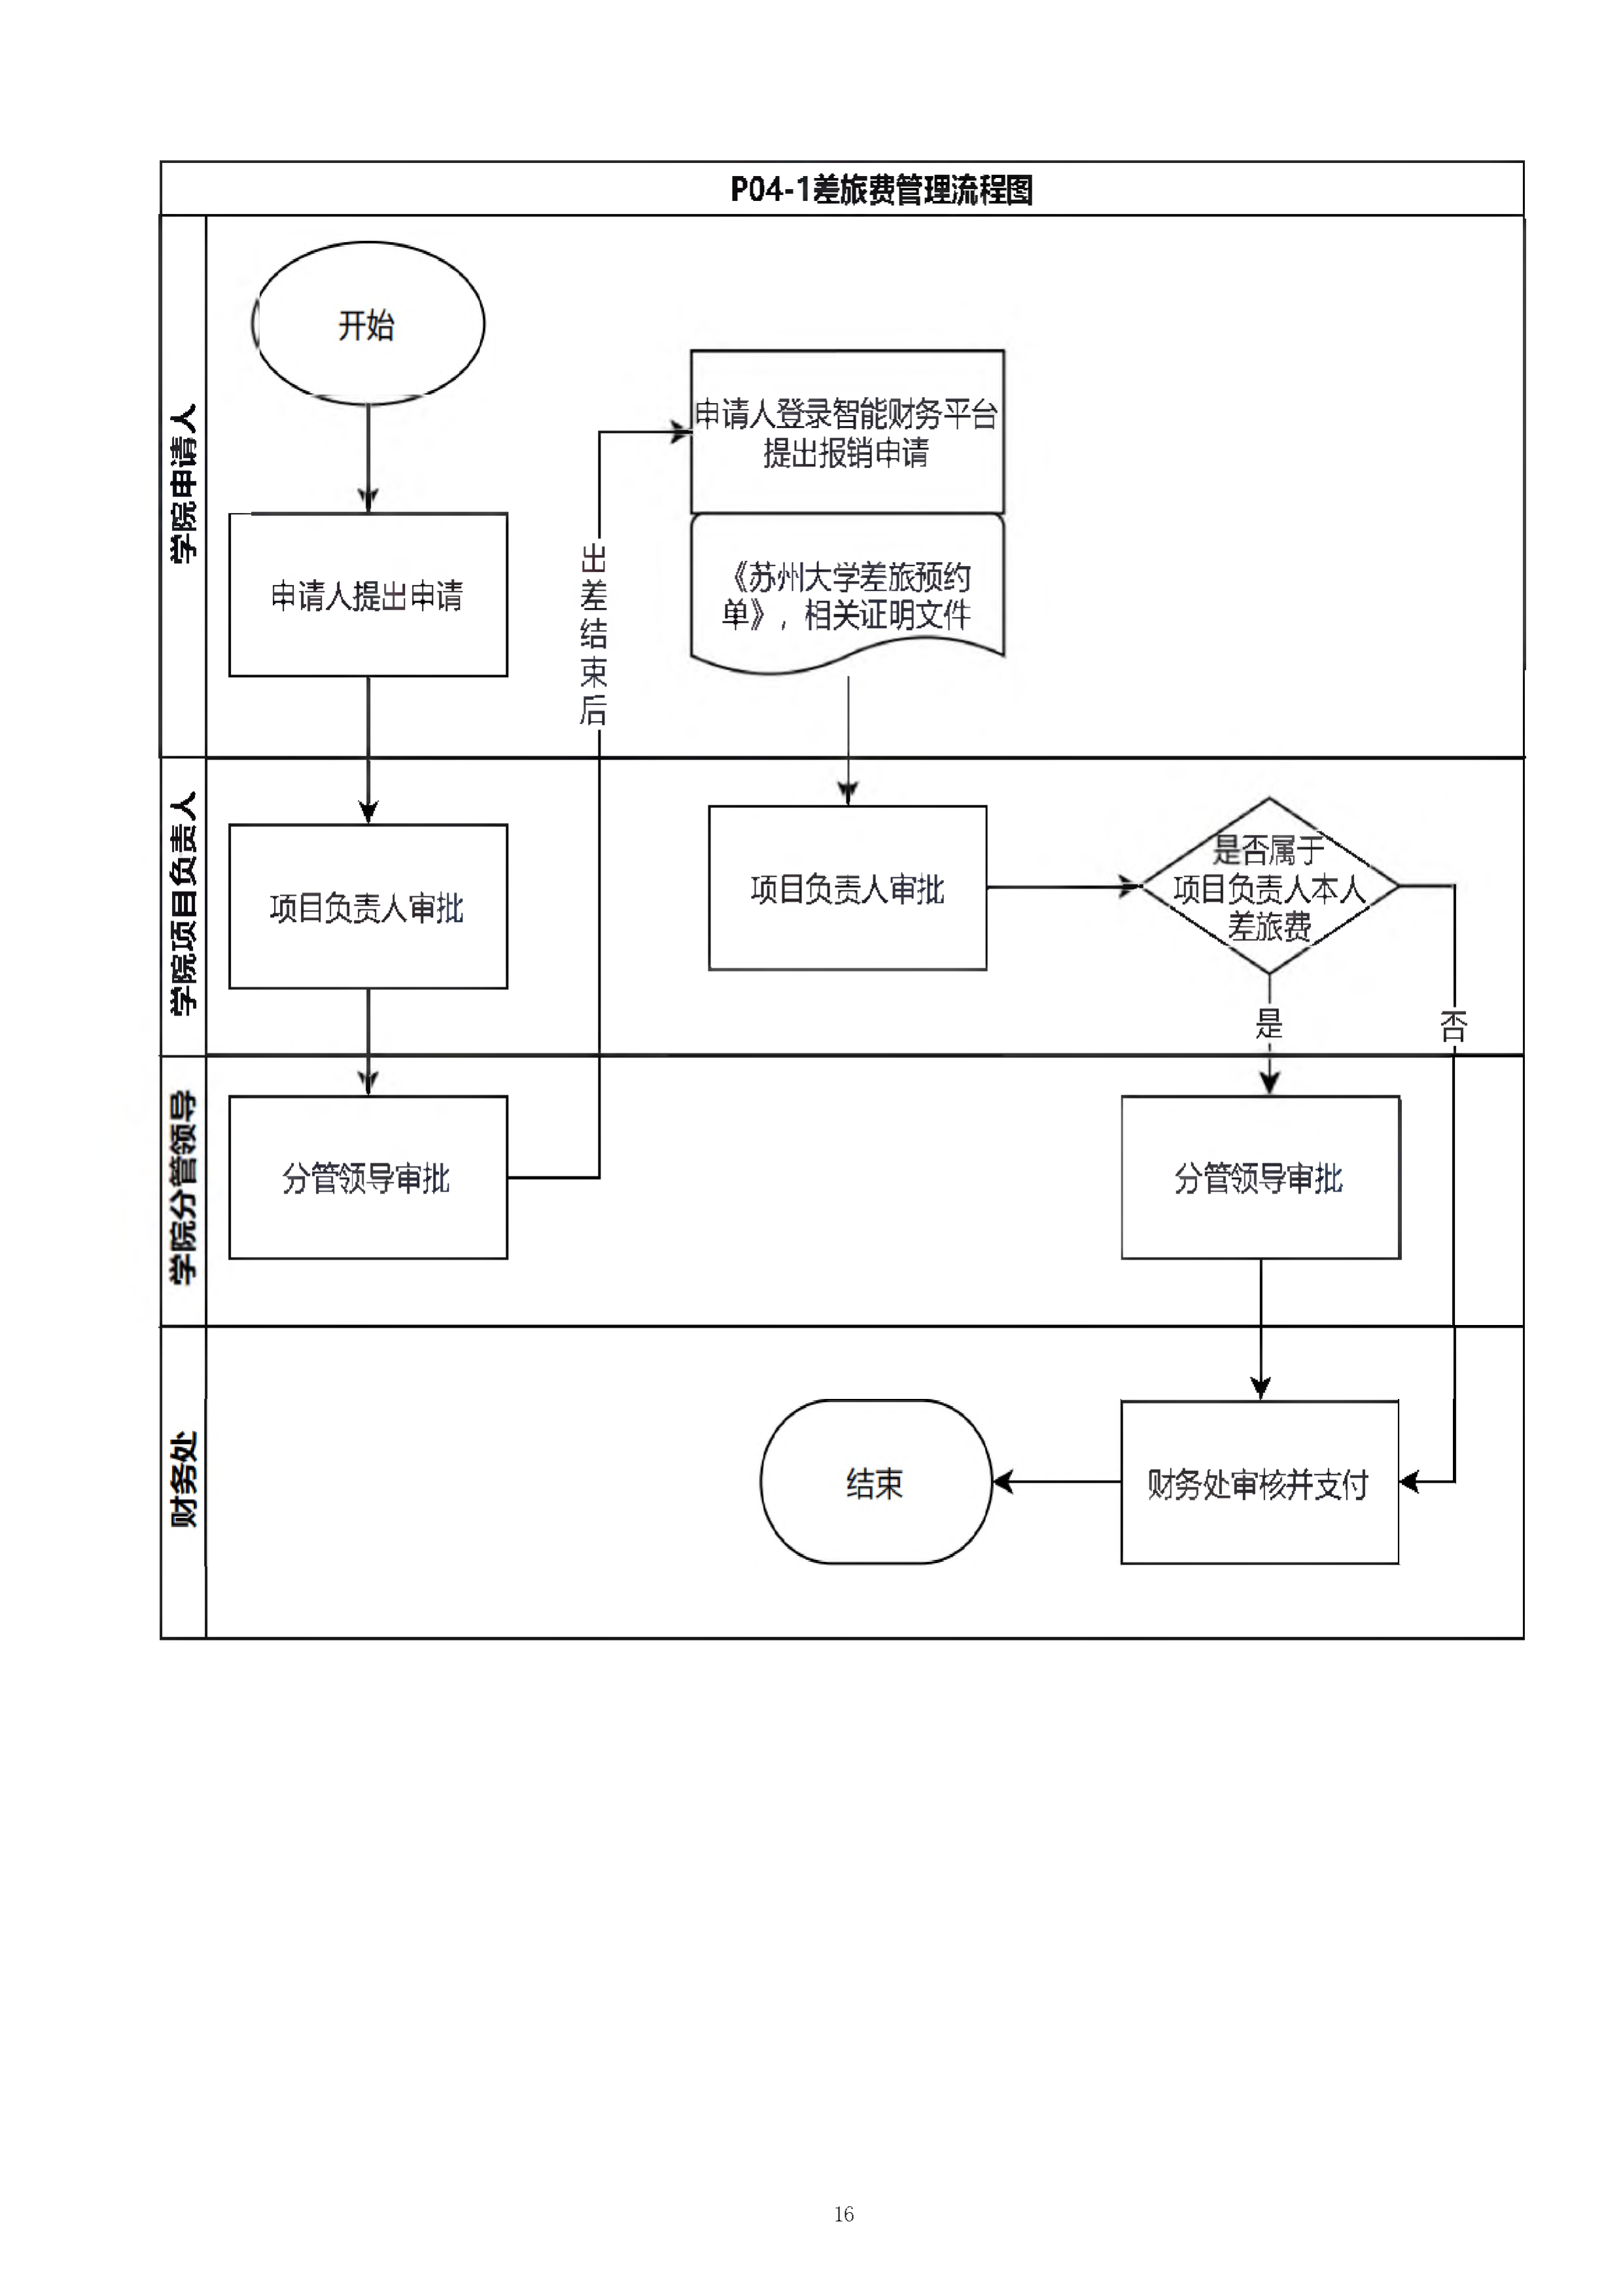 P04-1差旅费管理流程图
学院申请人
开始
申请人提出申请
出差结束后
申请人登录智能财务平台
提出报销申请
《苏州大学差旅预约
单》，相关证明文件
学院项目负责人
项目负责人审批
项目负责人审批
是否属于
项目负责人本人
差旅费
是
否
学院分管领导
分管领导审批
分管领导审批
财务处
结束
财务处审核并支付
16